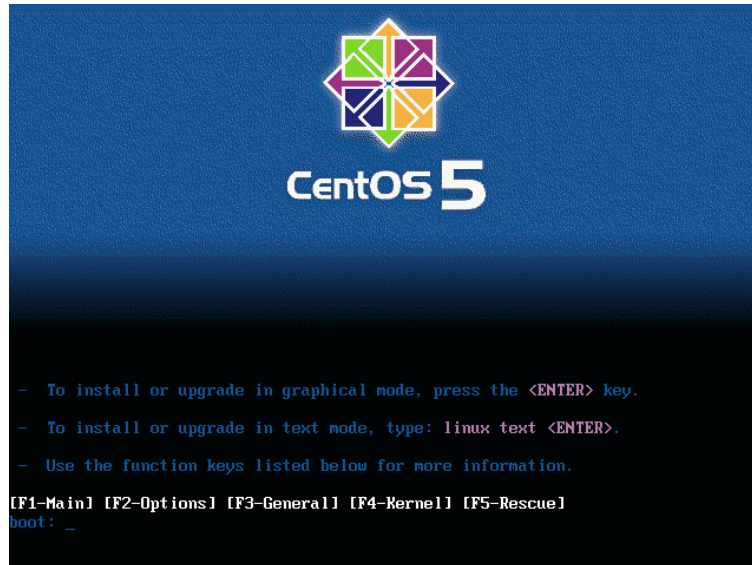 CentOS 5
-  To install or upgrade in graphical mode, press the <ENTER> key.
-  To install or upgrade in text mode, type: linux text <ENTER>.
-  Use the function keys listed below for more information.
[F1-Main] [F2-Options] [F3-General] [F4-Kernel] [F5-Rescue]
boot: _